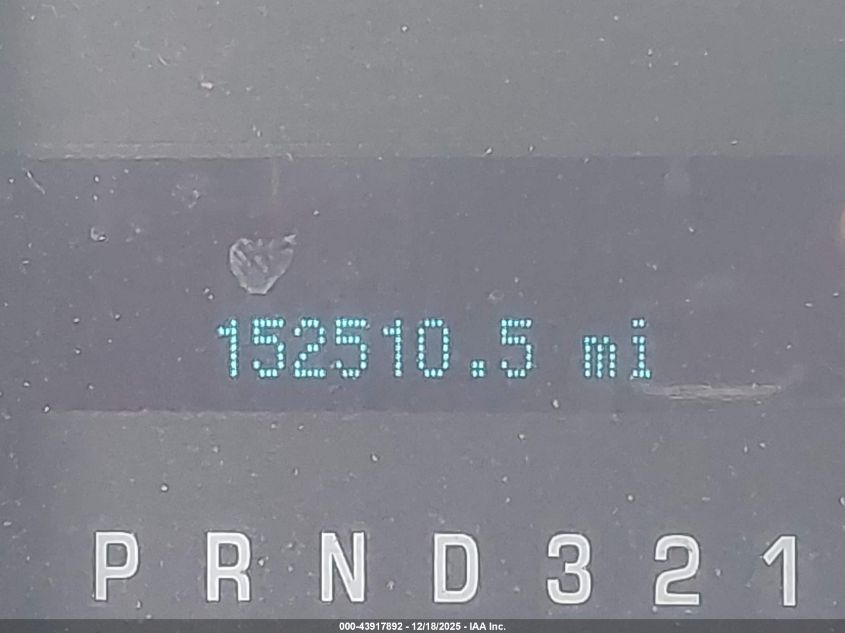 152510.5 mi
P R N D 3 2 1
000-43917892 - 12/18/2025 - IAA Inc.